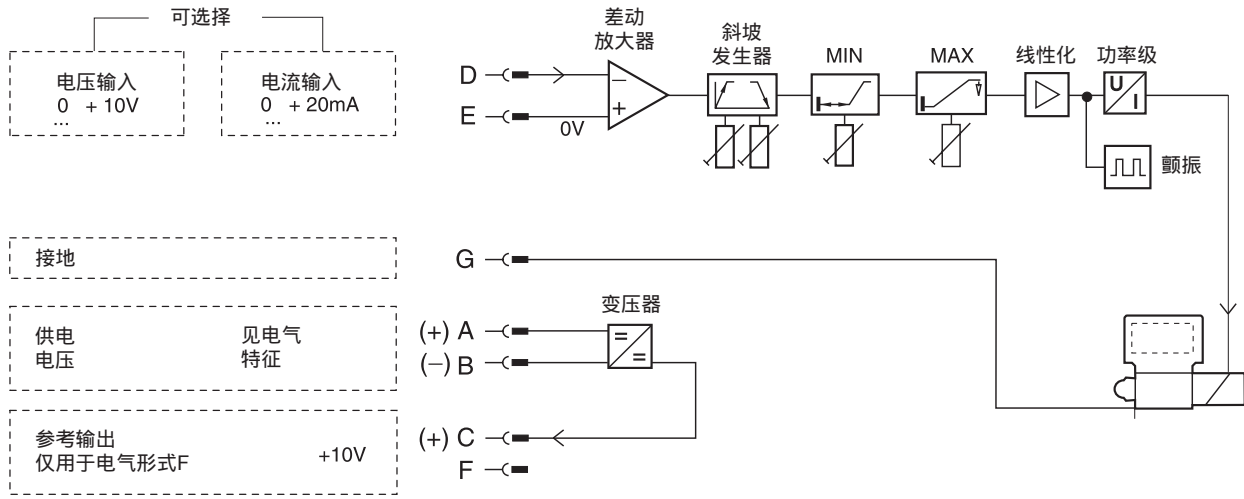 可选择
电压输入
0 + 10V
...
电流输入
0 + 20mA
...
D
E
0V
差动
放大器
−
+
斜坡
发生器
MIN
MAX
线性化
功率级
U
I
颤振
接地
G
供电
电压
见电气
特征
(+) A
(−) B
变压器
=
=
参考输出
仅用于电气形式F
+10V
(+) C
F